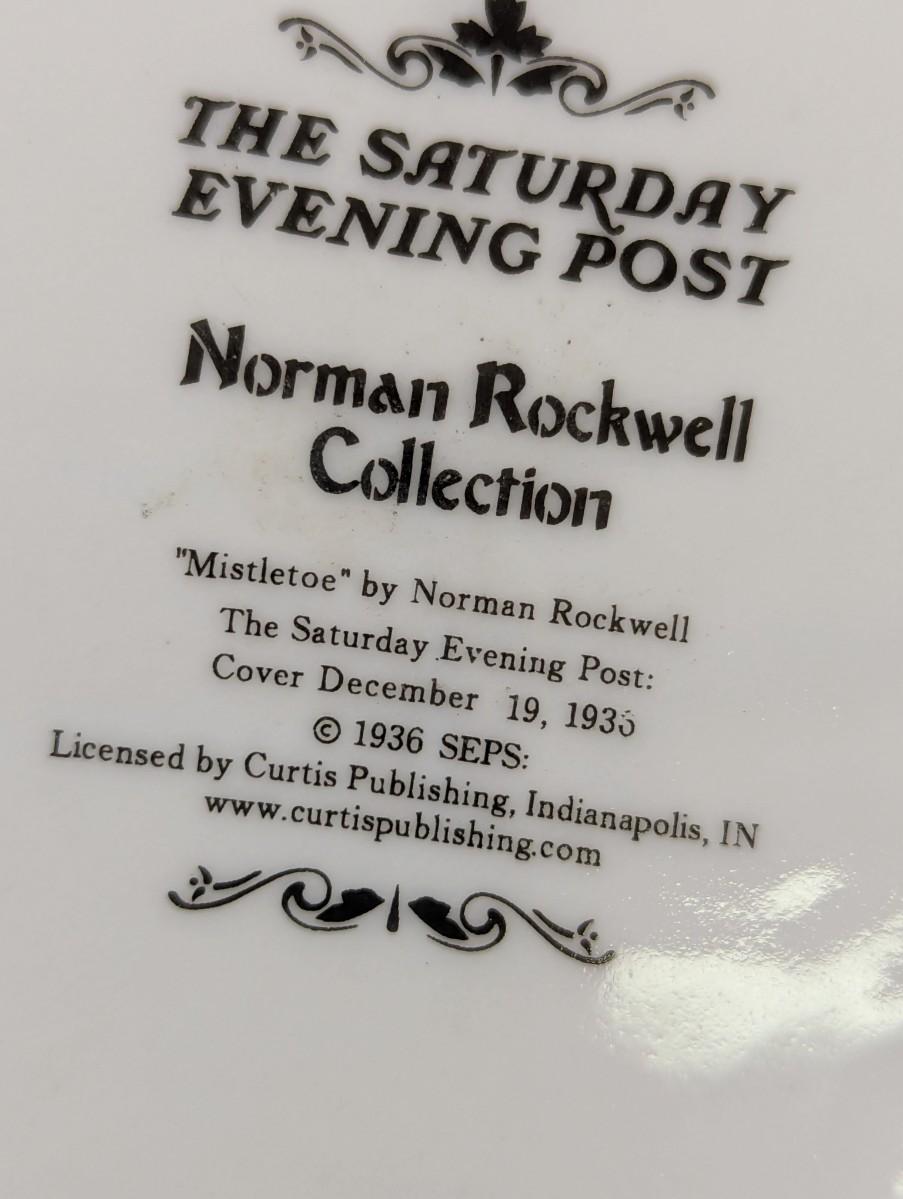 THE SATURDAY
EVENING POST
Norman Rockwell
Collection
"Mistletoe" by Norman Rockwell
The Saturday Evening Post:
Cover December 19, 1936
© 1936 SEPS:
Licensed by Curtis Publishing, Indianapolis, IN
www.curtispublishing.com